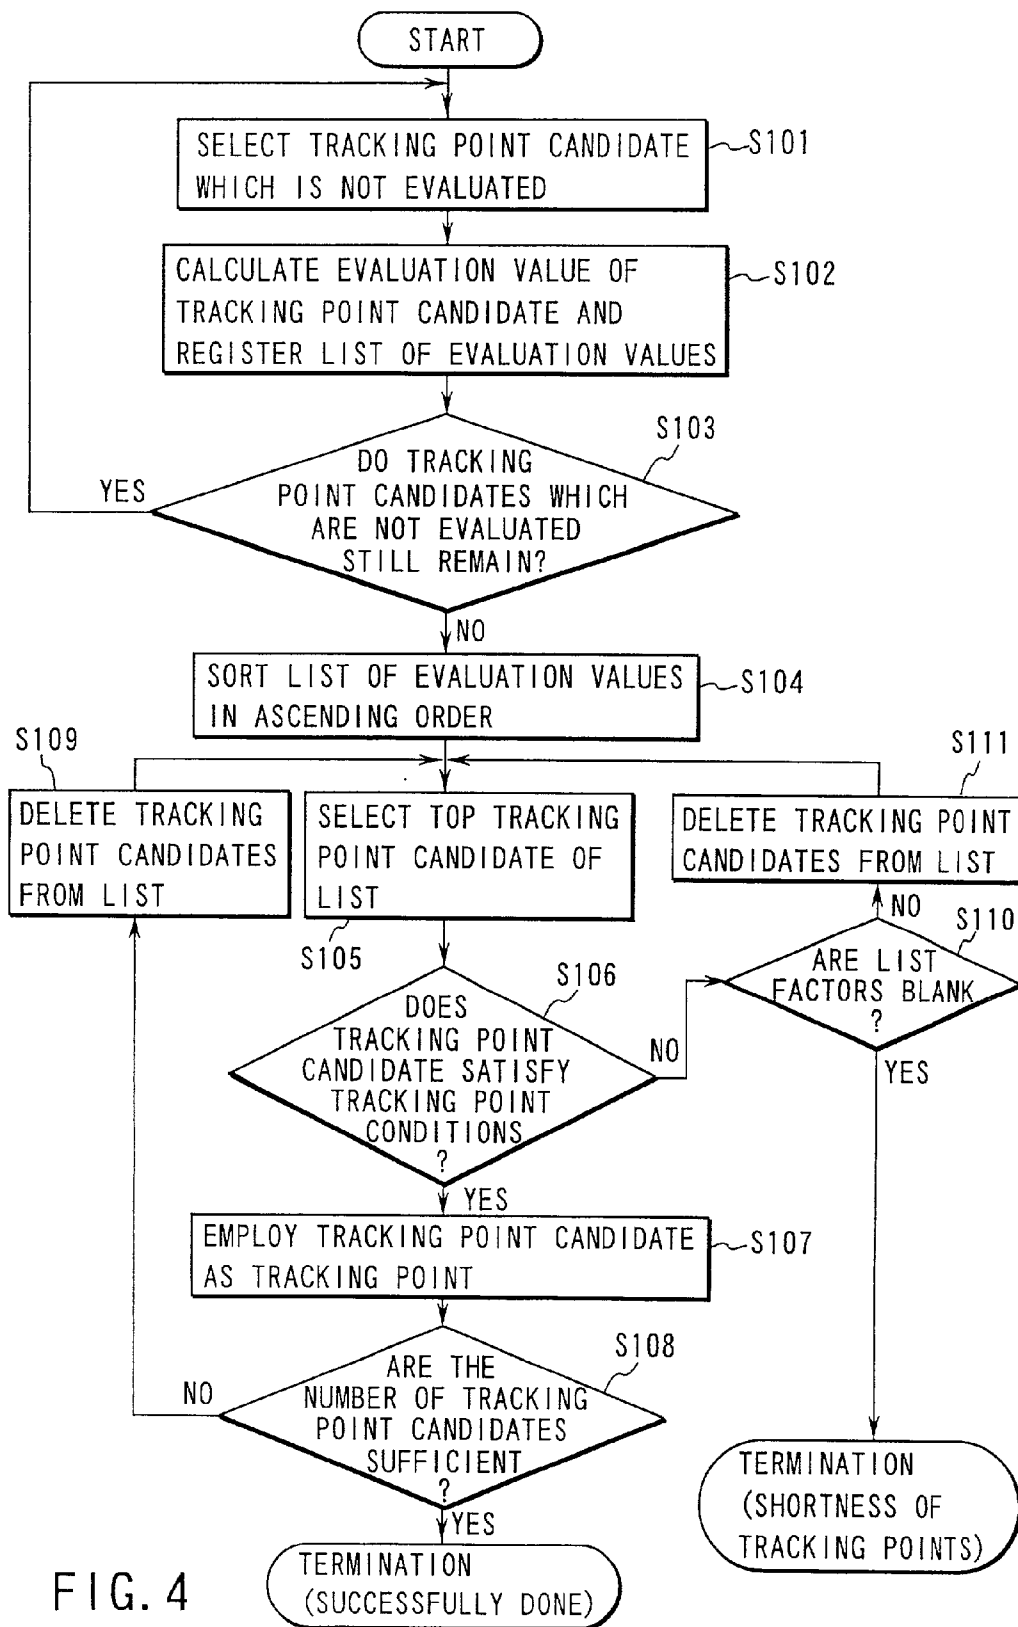 START
SELECT TRACKING POINT CANDIDATE
WHICH IS NOT EVALUATED
S101
CALCULATE EVALUATION VALUE OF
TRACKING POINT CANDIDATE AND
REGISTER LIST OF EVALUATION VALUES
S102
DO TRACKING
POINT CANDIDATES WHICH
ARE NOT EVALUATED
STILL REMAIN?
S103
YES
NO
SORT LIST OF EVALUATION VALUES
IN ASCENDING ORDER
S104
S109
DELETE TRACKING
POINT CANDIDATES
FROM LIST
SELECT TOP TRACKING
POINT CANDIDATE OF
LIST
S105
S111
DELETE TRACKING POINT
CANDIDATES FROM LIST
NO
S110
ARE LIST
FACTORS BLANK
?
YES
S106
DOES
TRACKING POINT
CANDIDATE SATISFY
TRACKING POINT
CONDITIONS
?
NO
YES
EMPLOY TRACKING POINT CANDIDATE
AS TRACKING POINT
S107
S108
ARE THE
NUMBER OF TRACKING
POINT CANDIDATES
SUFFICIENT
?
NO
YES
TERMINATION
(SHORTNESS OF
TRACKING POINTS)
TERMINATION
(SUCCESSFULLY DONE)
FIG. 4